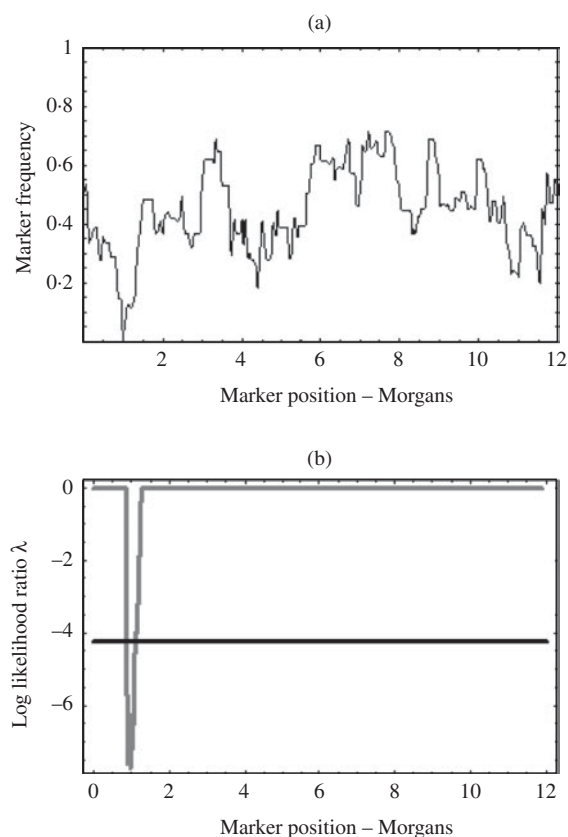 (a)
1
0·8
0·6
0·4
0·2
Marker frequency
2 4 6 8 10 12
Marker position – Morgans
(b)
0
–2
–4
–6
Log likelihood ratio λ
0 2 4 6 8 10 12
Marker position – Morgans